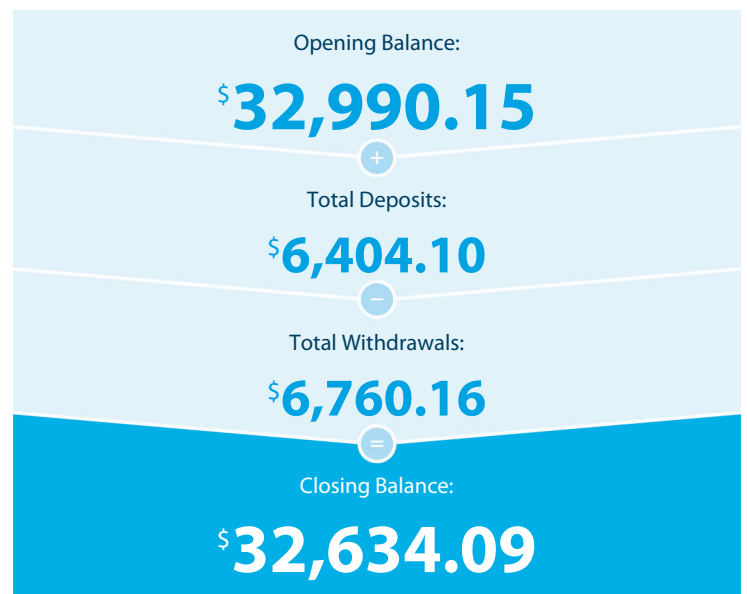 Opening Balance:
$32,990.15
+
Total Deposits:
$6,404.10
−
Total Withdrawals:
$6,760.16
=
Closing Balance:
$32,634.09